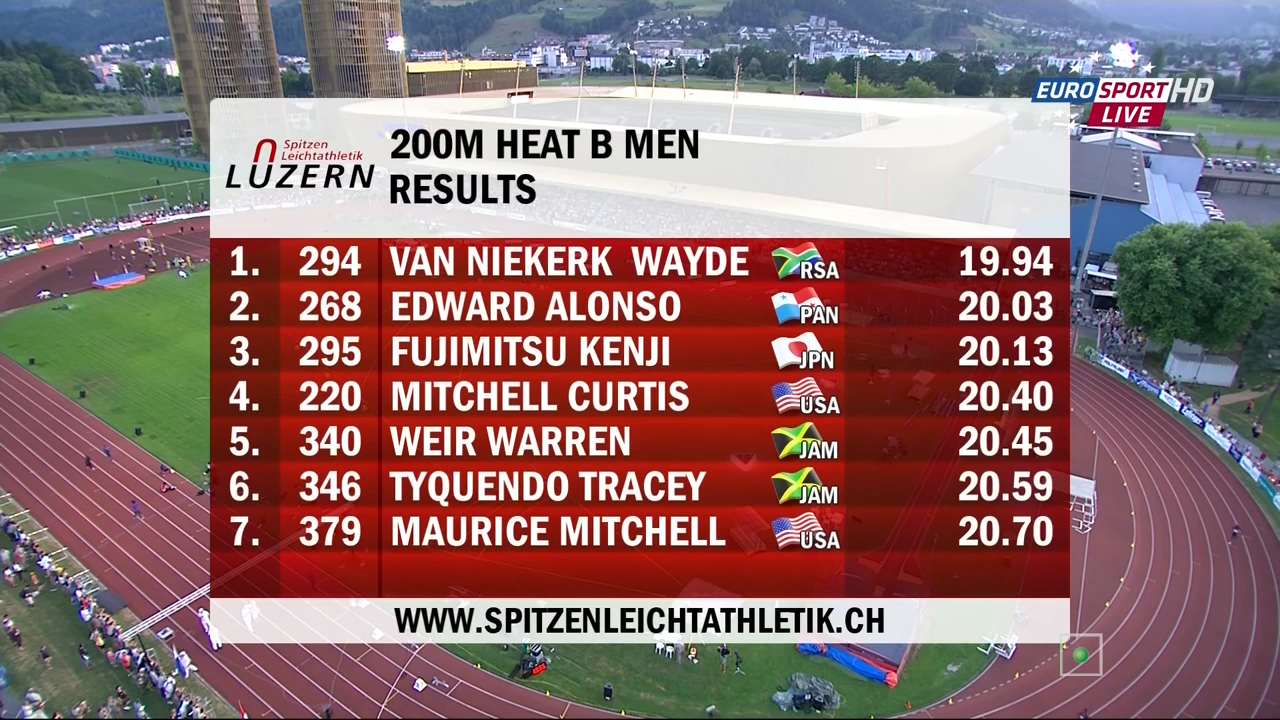 EUROSPORT HD
LIVE
Spitzen
Leichtathletik
LUZERN
200M HEAT B MEN
RESULTS
1. 294 VAN NIEKERK WAYDE RSA 19.94
2. 268 EDWARD ALONSO PAN 20.03
3. 295 FUJIMITSU KENJI JPN 20.13
4. 220 MITCHELL CURTIS USA 20.40
5. 340 WEIR WARREN JAM 20.45
6. 346 TYQUENDO TRACEY JAM 20.59
7. 379 MAURICE MITCHELL USA 20.70
WWW.SPITZENLEICHTATHLETIK.CH